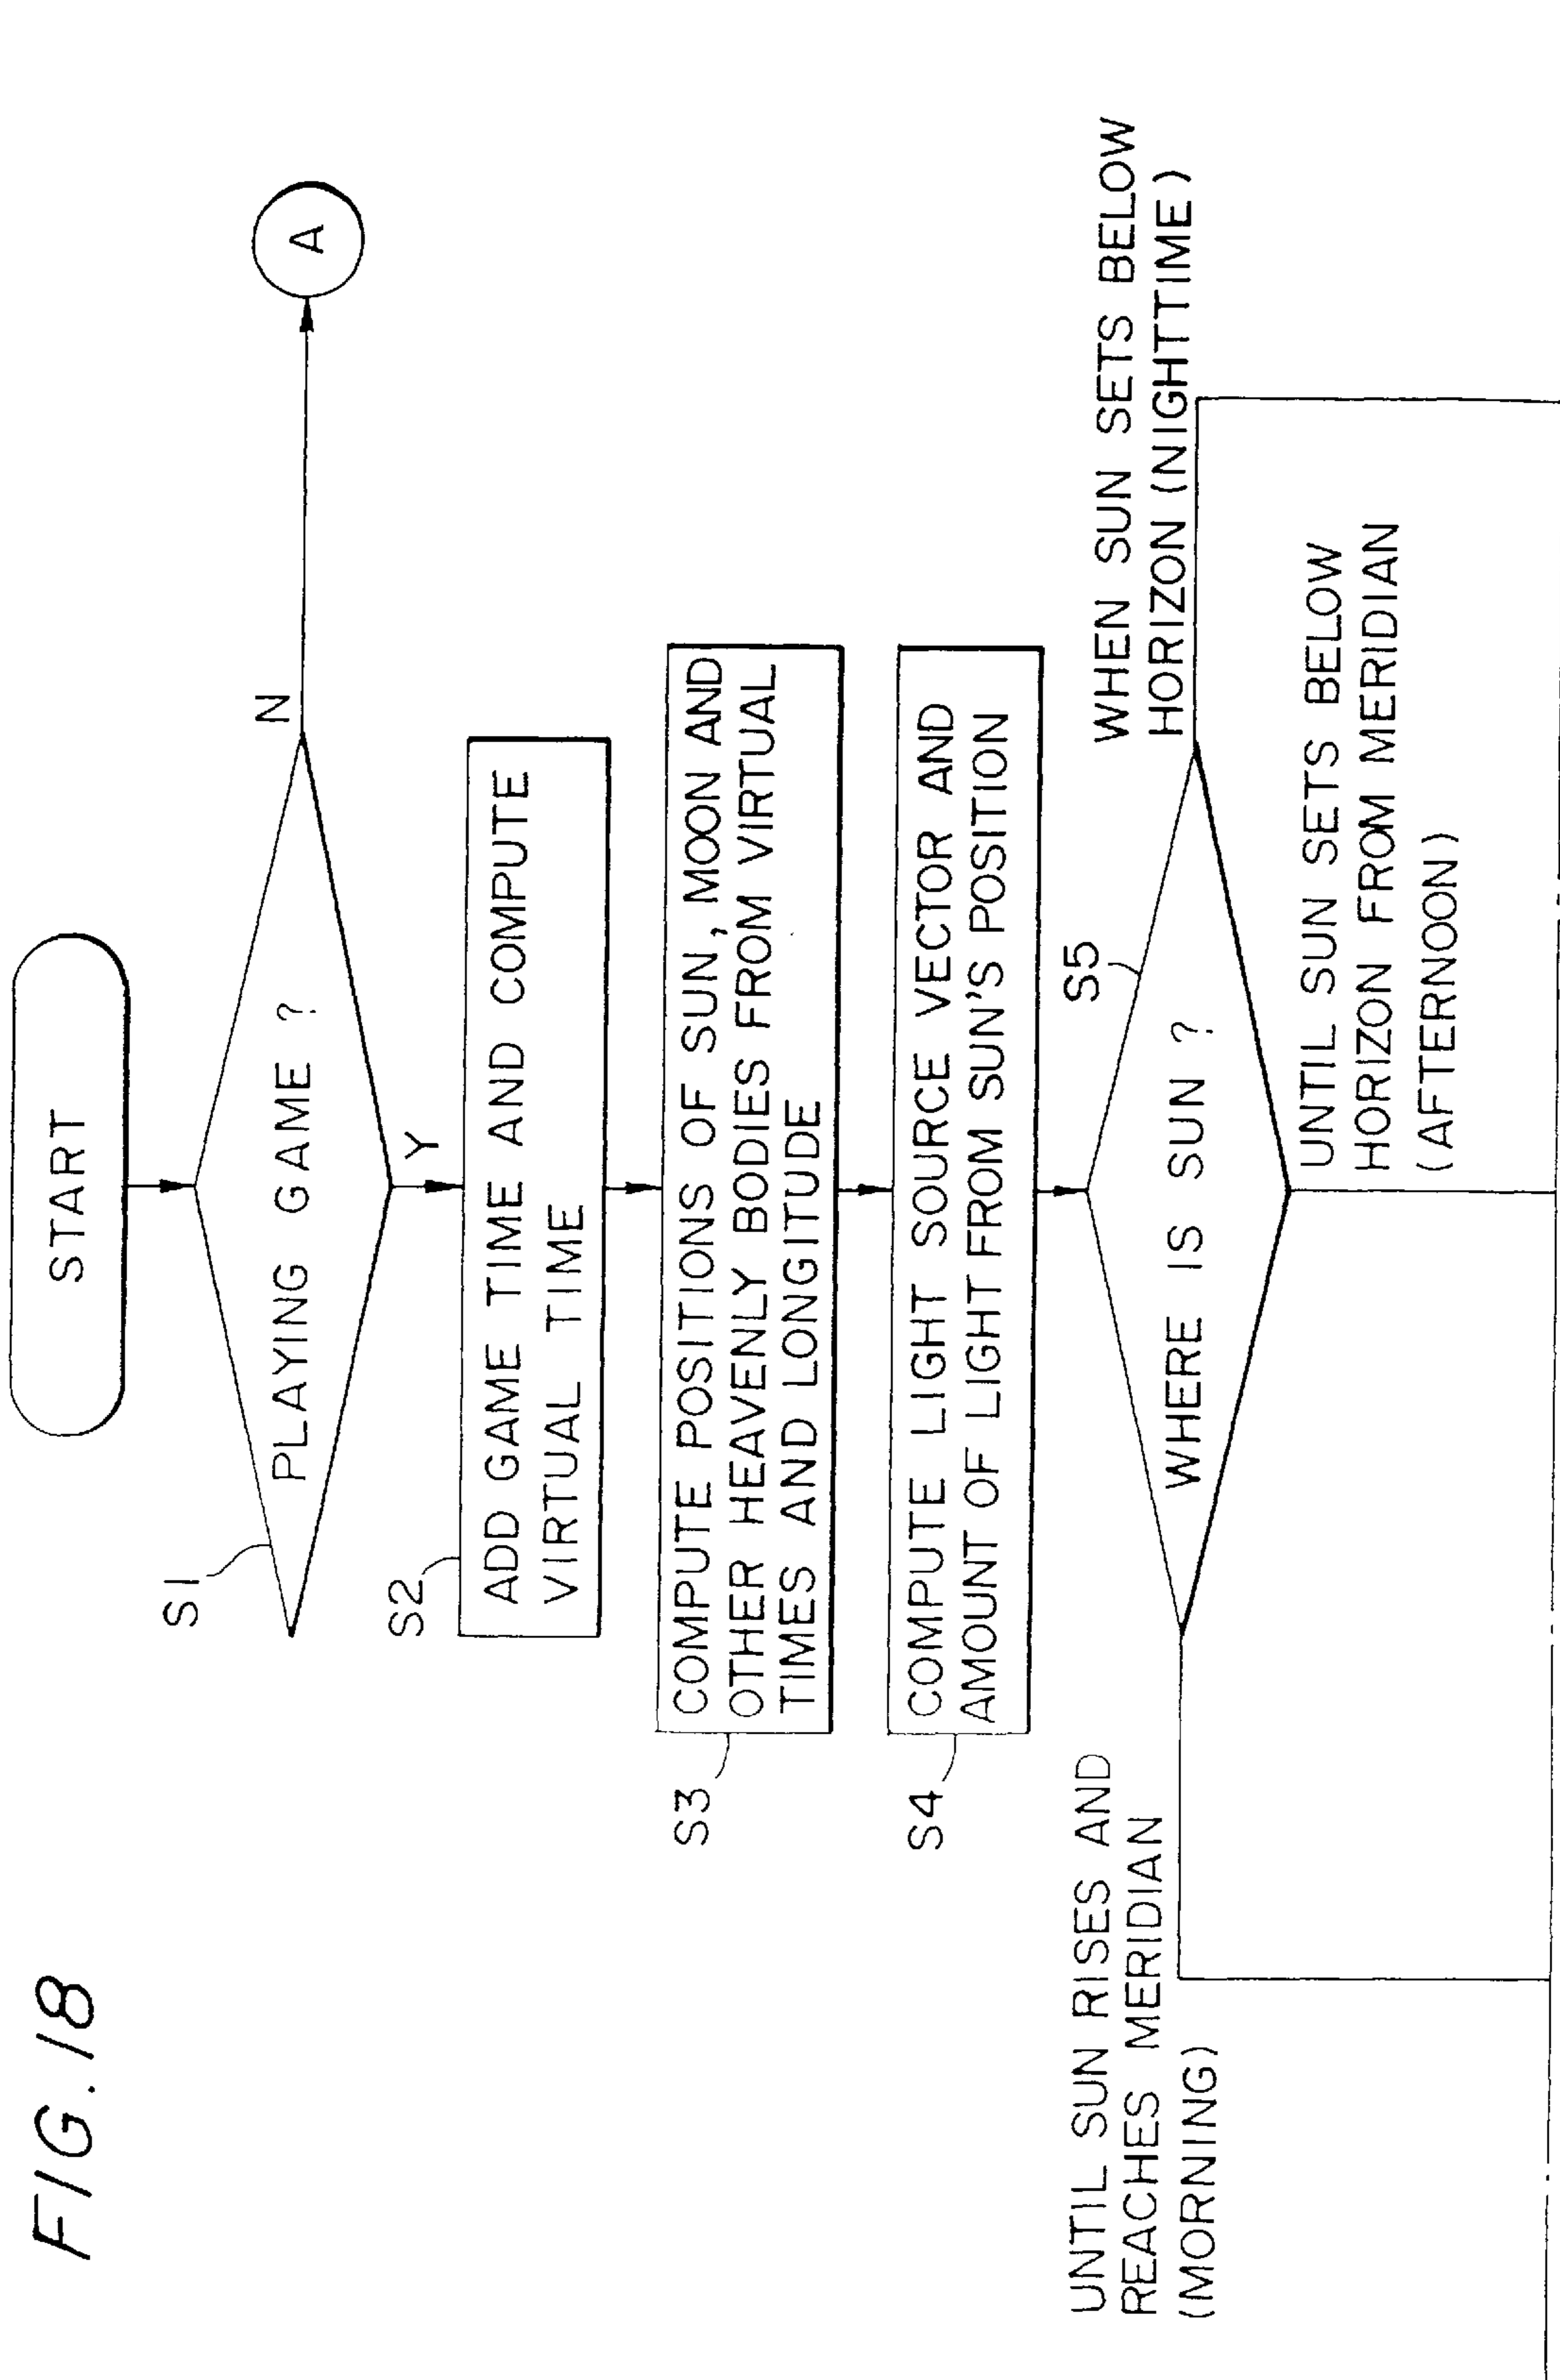 FIG. 18
START
S1
PLAYING GAME ?
N
A
Y
S2
ADD GAME TIME AND COMPUTE
VIRTUAL TIME
S3
COMPUTE POSITIONS OF SUN, MOON AND
OTHER HEAVENLY BODIES FROM VIRTUAL
TIMES AND LONGITUDE
S4
COMPUTE LIGHT SOURCE VECTOR AND
AMOUNT OF LIGHT FROM SUN'S POSITION
S5
WHERE IS SUN ?
UNTIL SUN RISES AND
REACHES MERIDIAN
(MORNING)
WHEN SUN SETS BELOW
HORIZON (NIGHTTIME)
UNTIL SUN SETS BELOW
HORIZON FROM MERIDIAN
(AFTERNOON)